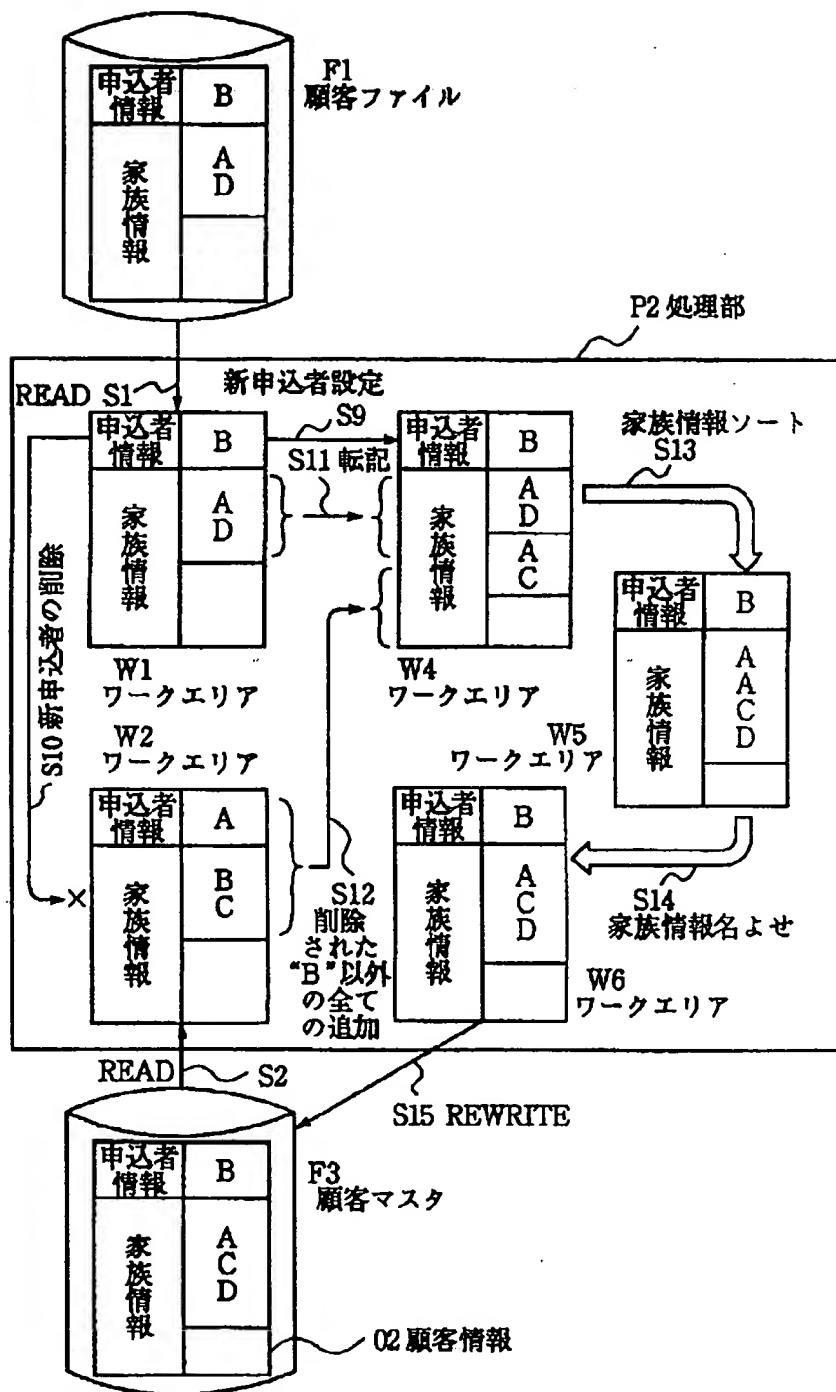 F1
顧客ファイル
申込者
情報
B
家族情報
A
D
P2 処理部
READ S1
新申込者設定
申込者
情報
B
家族情報
A
D
S9
S11 転記
申込者
情報
B
家族情報
A
D
A
C
家族情報ソート
S13
S10 新申込者の削除
W1
ワークエリア
W4
ワークエリア
申込者
情報
B
家族情報
A
A
C
D
W5
ワークエリア
W2
ワークエリア
申込者
情報
A
家族情報
B
C
×
S12
削除
された
“B”以外
の全て
の追加
申込者
情報
B
家族情報
A
C
D
S14
家族情報名よせ
W6
ワークエリア
READ
S2
S15 REWRITE
申込者
情報
B
家族情報
A
C
D
F3
顧客マスタ
02 顧客情報